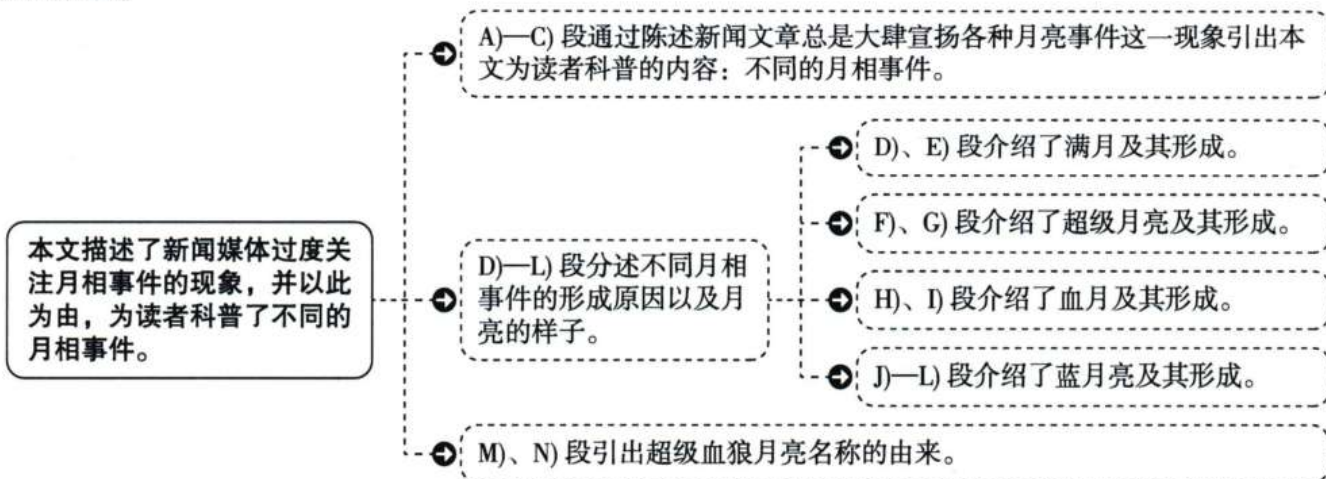 A)—C) 段通过陈述新闻文章总是大肆宣扬各种月亮事件这一现象引出本
文为读者科普的内容：不同的月相事件。
本文描述了新闻媒体过度关
注月相事件的现象，并以此
为由，为读者科普了不同的
月相事件。
D)—L) 段分述不同月相
事件的形成原因以及月
亮的样子。
D)、E) 段介绍了满月及其形成。
F)、G) 段介绍了超级月亮及其形成。
H)、I) 段介绍了血月及其形成。
J)—L) 段介绍了蓝月亮及其形成。
M)、N) 段引出超级血狼月亮名称的由来。